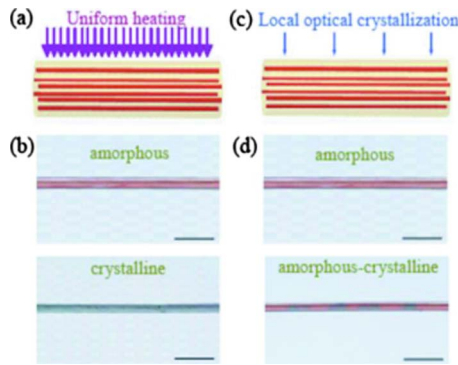 (a) Uniform heating
(c) Local optical crystallization
(b) amorphous
crystalline
(d) amorphous
amorphous-crystalline